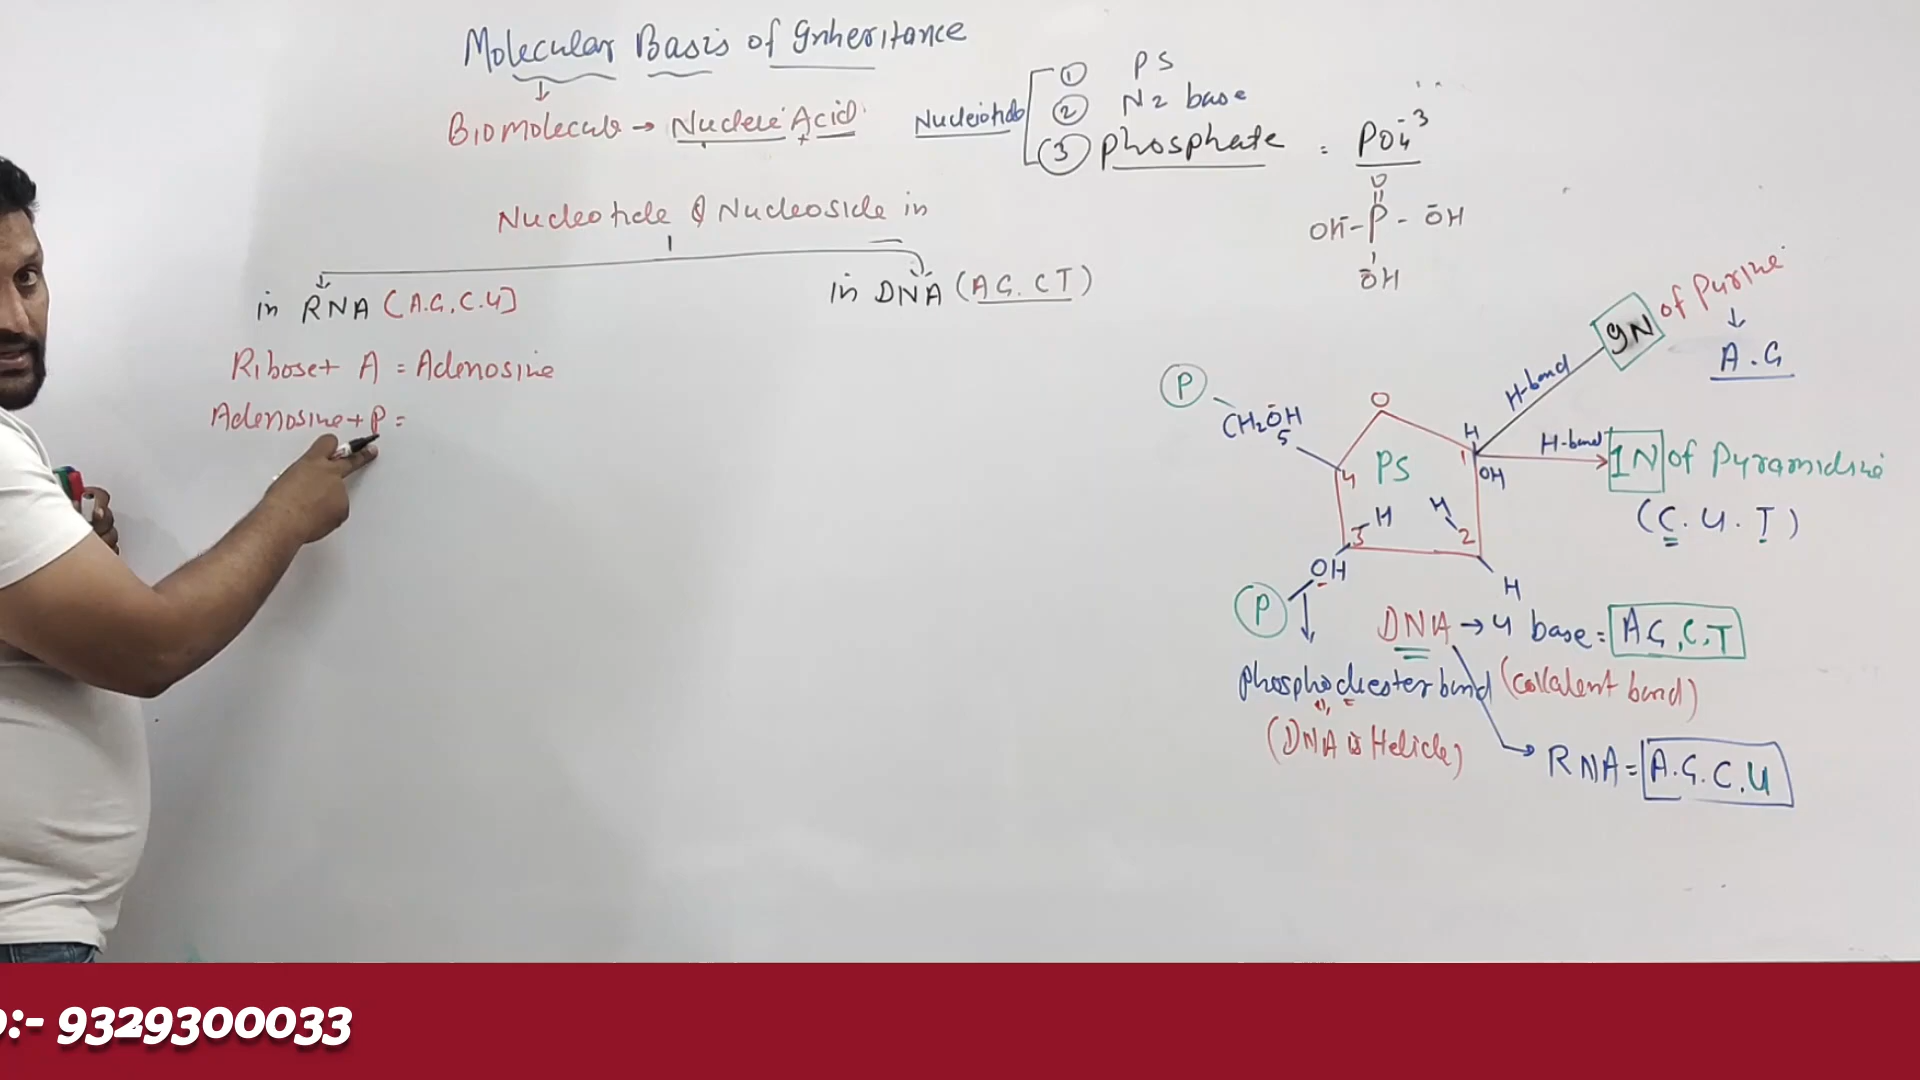 Molecular Basis of Inheritance
Biomolecule → Nucleic Acid
Nucleotide
① PS
② N2 base
③ phosphate = PO4-3
O
OH - P - OH
OH
Nucleotide & Nucleoside in
in RNA (A.G,C.U)
in DNA (A G. C T)
Ribose + A = Adenosine
Adenosine + P =
9N of Purine
A . G
H-bond
H-bond
1N of Pyramidine
(C. U. T)
P
CH2OH
5
O
H
1
OH
4
PS
H
H
3
2
OH
H
P
DNA → 4 base = A G, C, T
phosphodiester bond (covalent bond)
(DNA is Helicle)
RNA = A. G. C. U
:- 9329300033